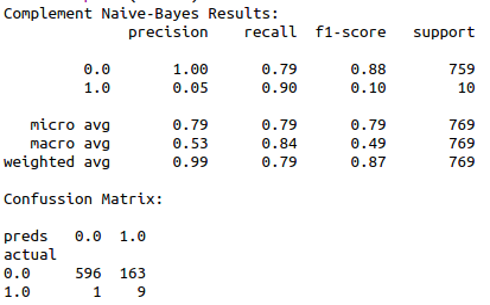 Complement Naive-Bayes Results:
precision recall f1-score support
0.0 1.00 0.79 0.88 759
1.0 0.05 0.90 0.10 10
micro avg 0.79 0.79 0.79 769
macro avg 0.53 0.84 0.49 769
weighted avg 0.99 0.79 0.87 769
Confussion Matrix:
preds 0.0 1.0
actual
0.0 596 163
1.0 1 9